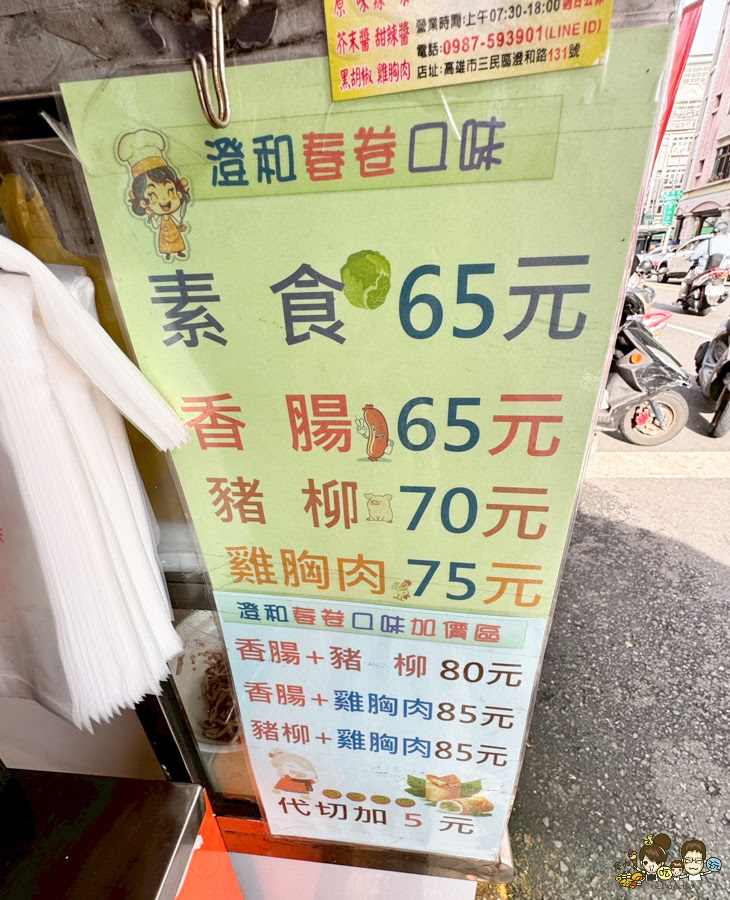 原味辣
芥末醬 甜辣醬
黑胡椒 雞胸肉
營業時間:上午07:30-18:00
電話:0987-593901(LINE ID)
店址:高雄市三民區澄和路131號
澄和春卷口味
素食 65元
香腸 65元
豬柳 70元
雞胸肉 75元
澄和春卷口味加價區
香腸+豬柳 80元
香腸+雞胸肉85元
豬柳+雞胸肉85元
代切加 5 元